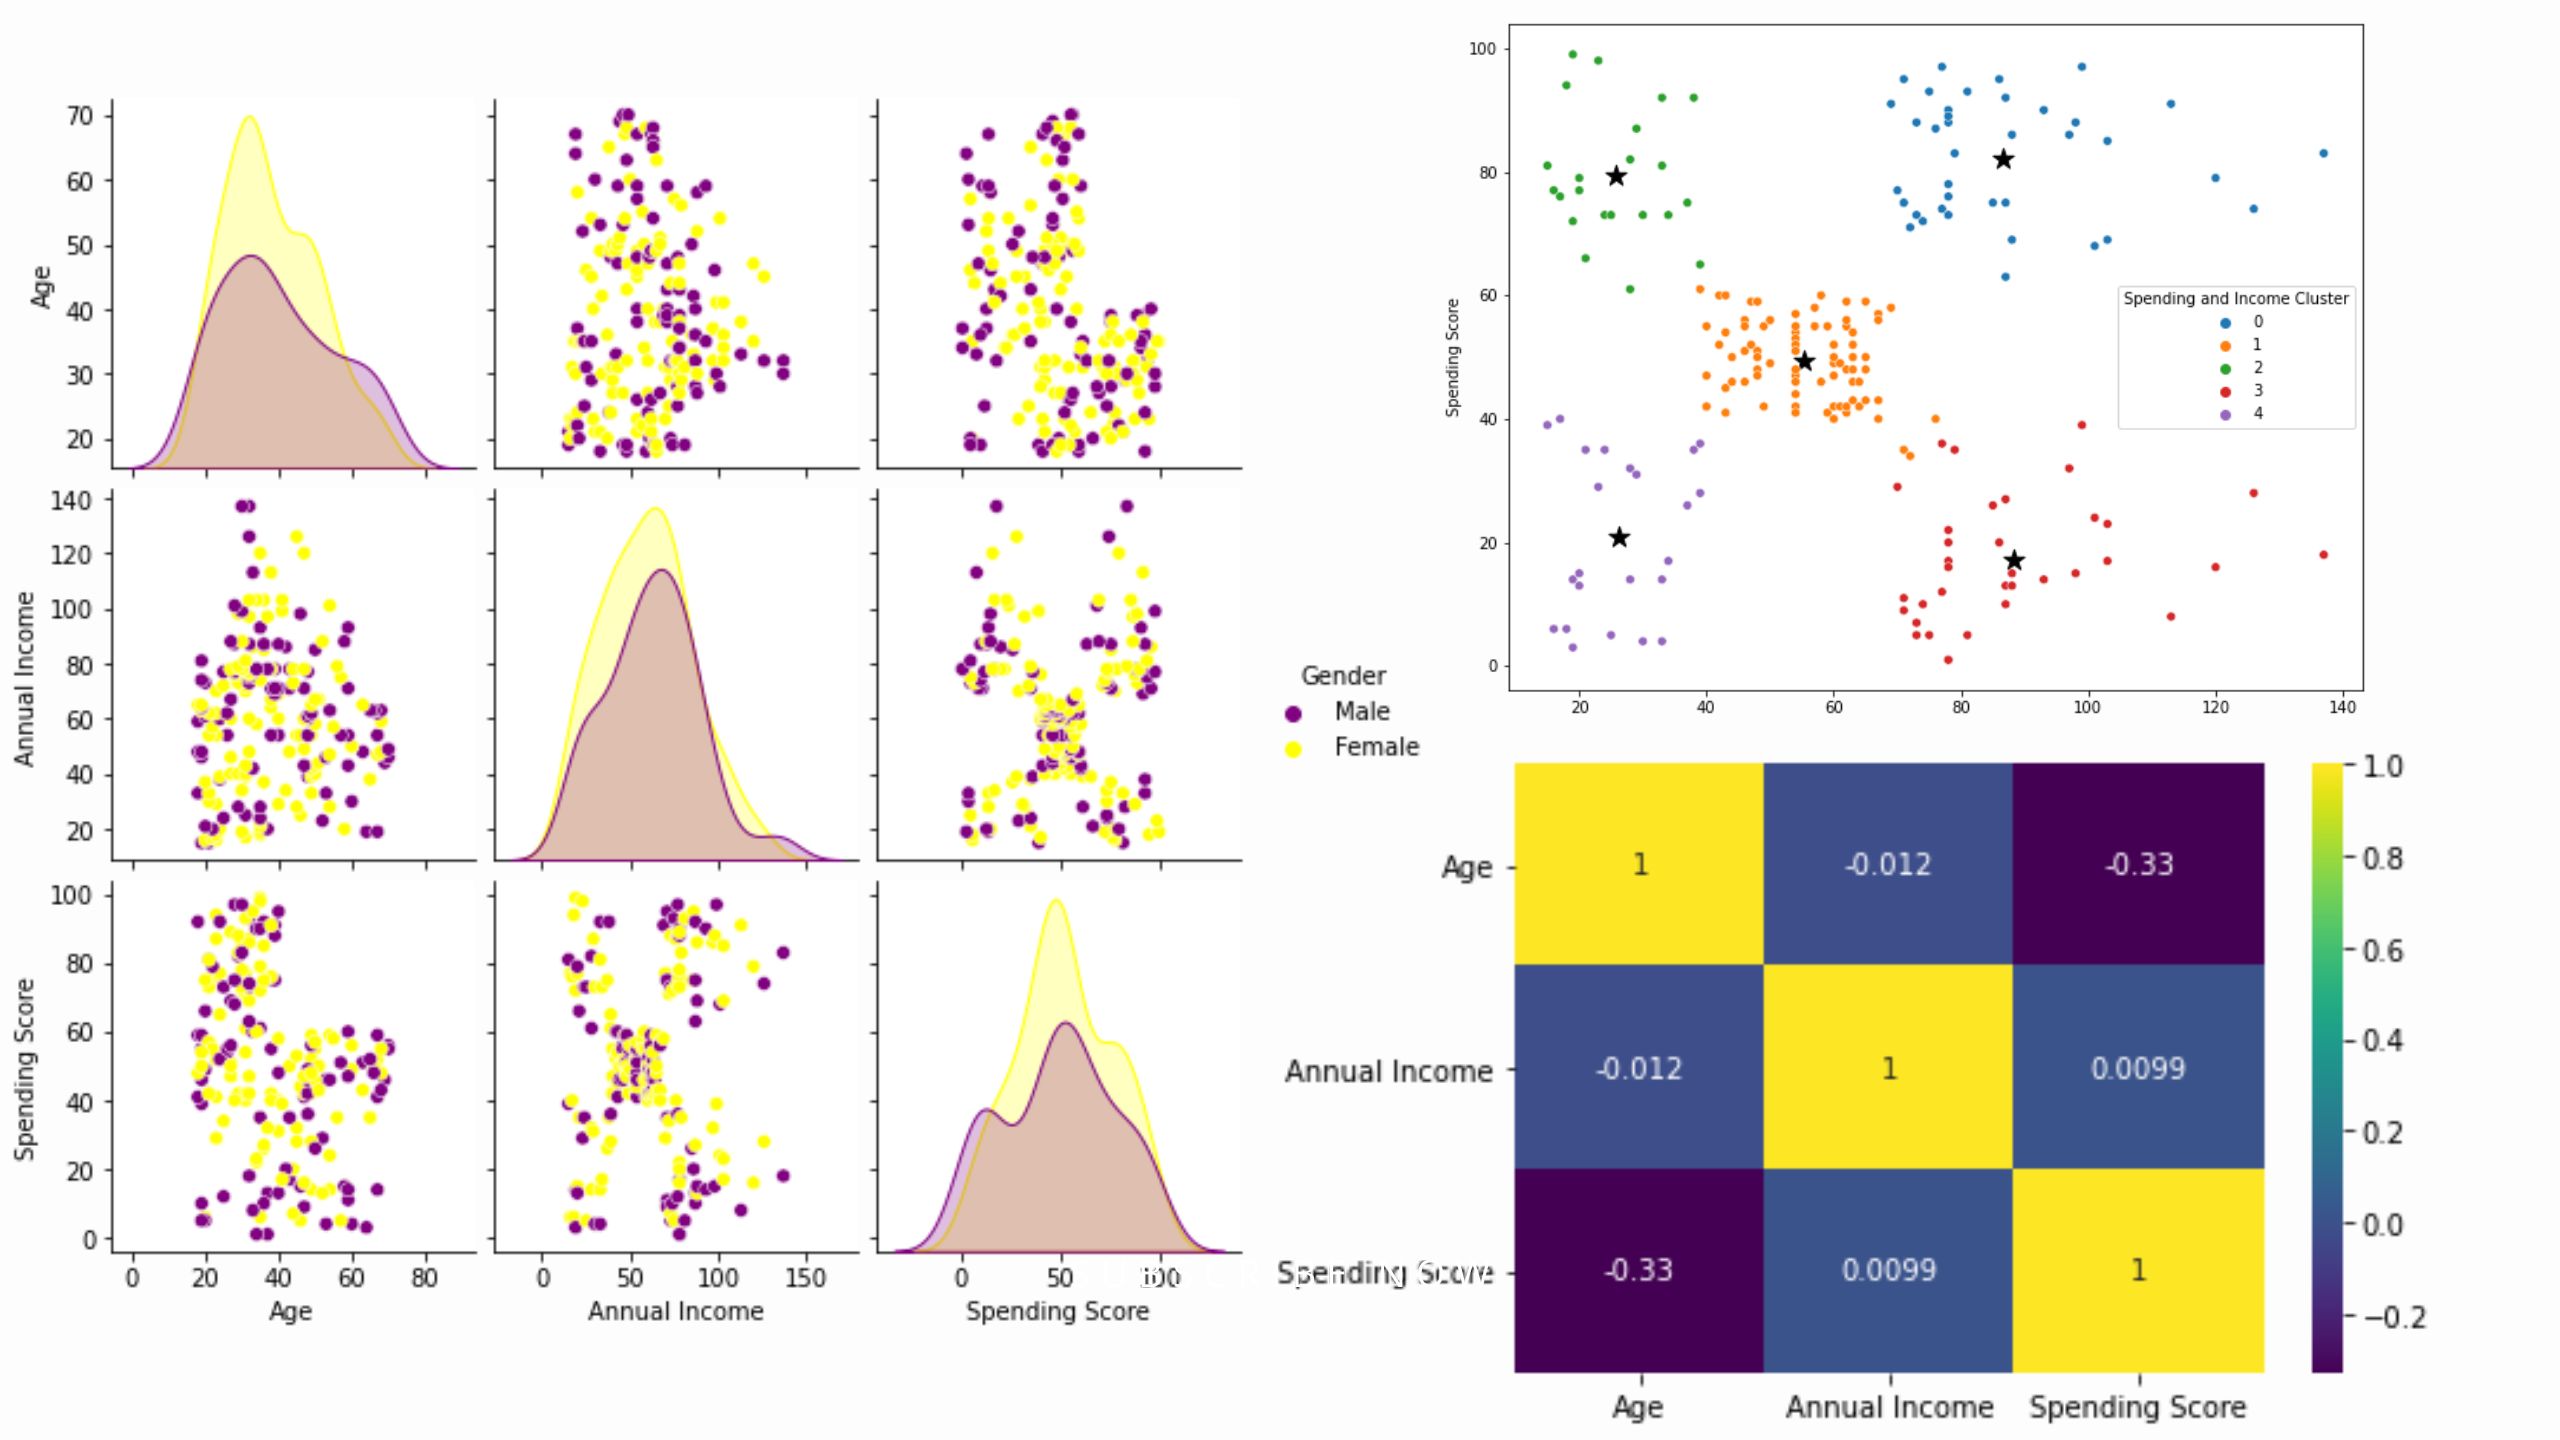 70
60
50
40
30
20
Age
140
120
100
80
60
40
20
Annual Income
100
80
60
40
20
0
Spending Score
0 20 40 60 80
Age
0 50 100 150
Annual Income
0 50 100
Spending Score
Gender
Male
Female
100
80
60
40
20
0
Spending Score
20 40 60 80 100 120 140
Spending and Income Cluster
0
1
2
3
4
Age 1 -0.012 -0.33
Annual Income -0.012 1 0.0099
Spending Score -0.33 0.0099 1
Age Annual Income Spending Score
1.0
0.8
0.6
0.4
0.2
0.0
−0.2